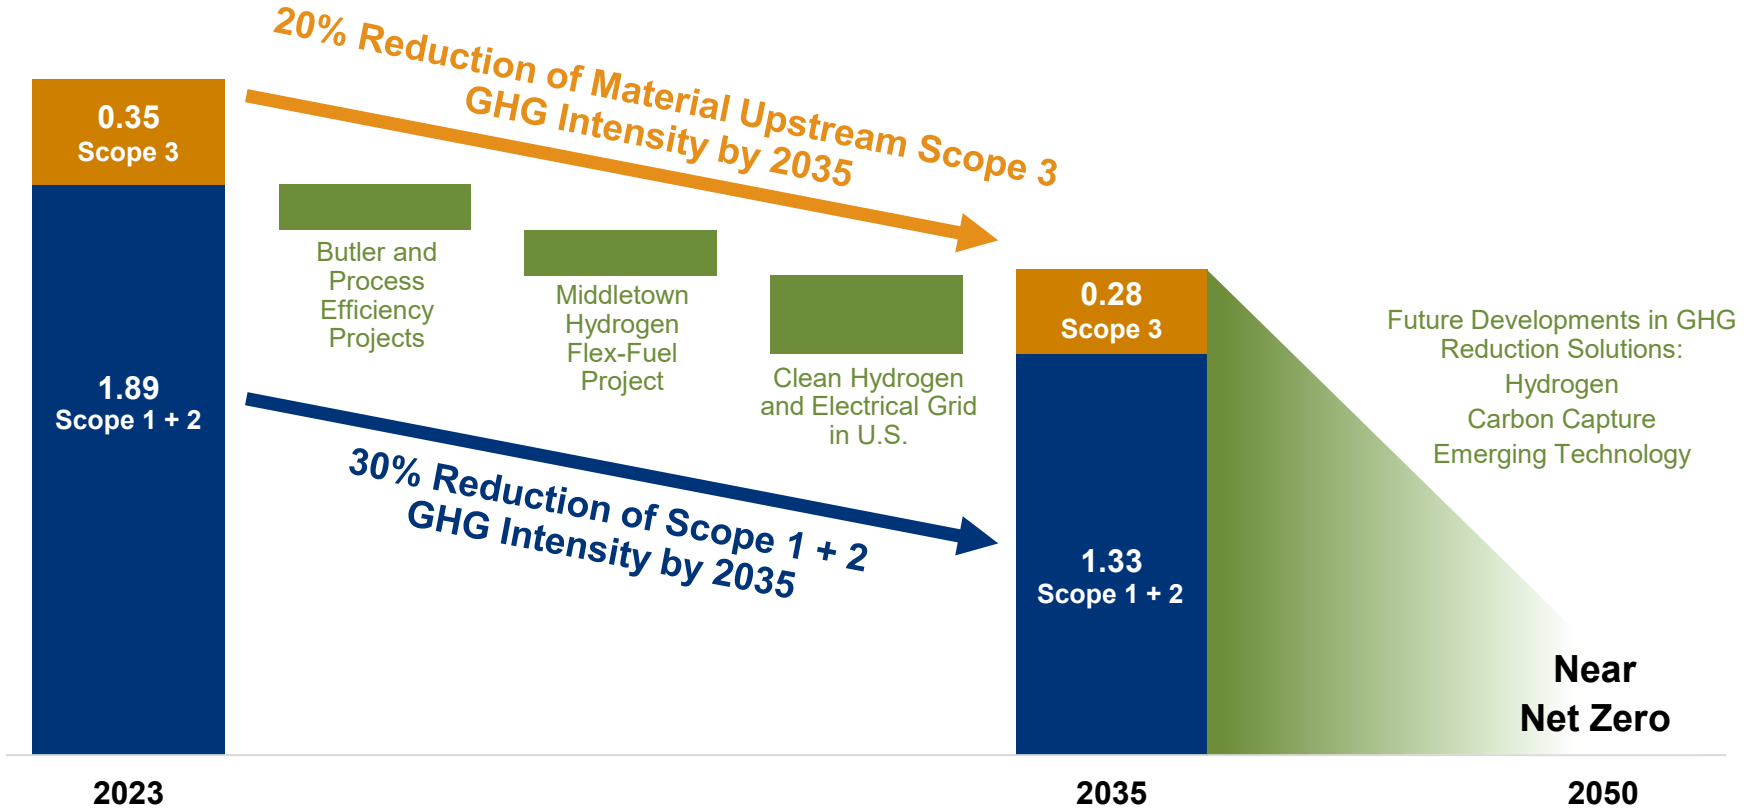 20% Reduction of Material Upstream Scope 3
GHG Intensity by 2035
0.35
Scope 3
1.89
Scope 1 + 2
Butler and
Process
Efficiency
Projects
Middletown
Hydrogen
Flex-Fuel
Project
Clean Hydrogen
and Electrical Grid
in U.S.
30% Reduction of Scope 1 + 2
GHG Intensity by 2035
0.28
Scope 3
1.33
Scope 1 + 2
Future Developments in GHG
Reduction Solutions:
Hydrogen
Carbon Capture
Emerging Technology
Near
Net Zero
2023
2035
2050